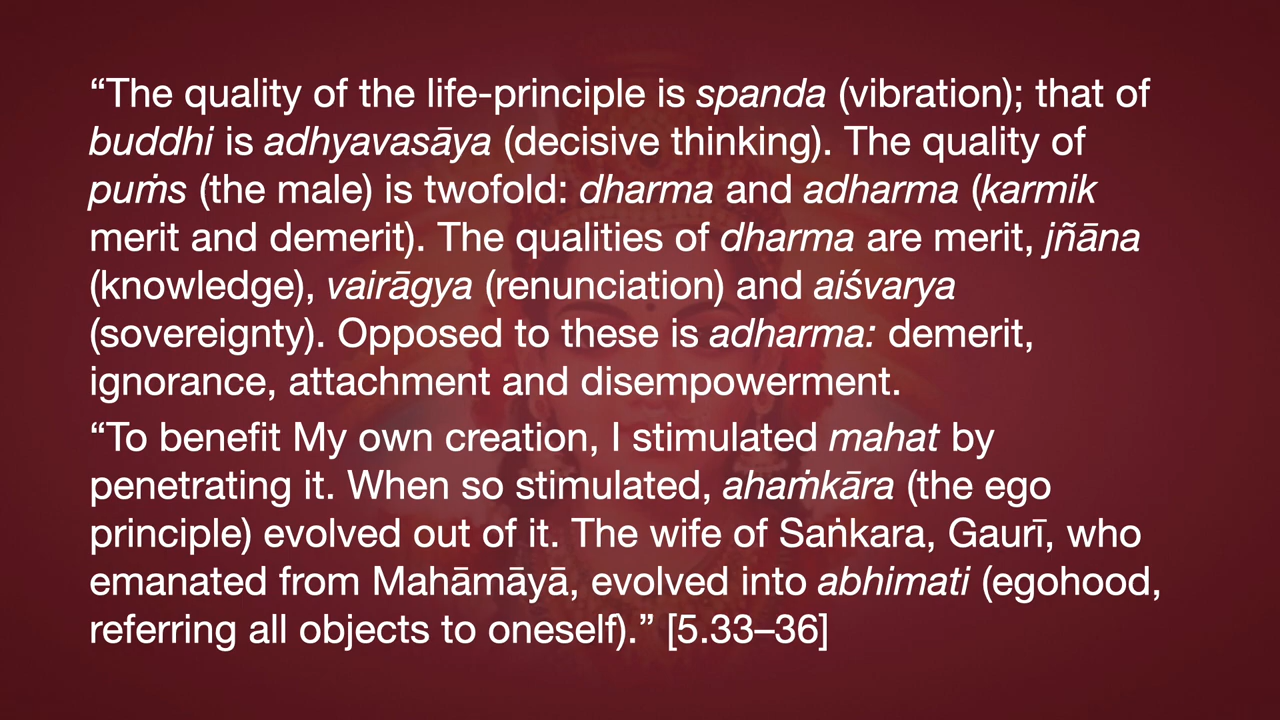 “The quality of the life-principle is spanda (vibration); that of
buddhi is adhyavasāya (decisive thinking). The quality of
puṁs (the male) is twofold: dharma and adharma (karmik
merit and demerit). The qualities of dharma are merit, jñāna
(knowledge), vairāgya (renunciation) and aiśvarya
(sovereignty). Opposed to these is adharma: demerit,
ignorance, attachment and disempowerment.
“To benefit My own creation, I stimulated mahat by
penetrating it. When so stimulated, ahaṁkāra (the ego
principle) evolved out of it. The wife of Saṅkara, Gaurī, who
emanated from Mahāmāyā, evolved into abhimati (egohood,
referring all objects to oneself).” [5.33–36]